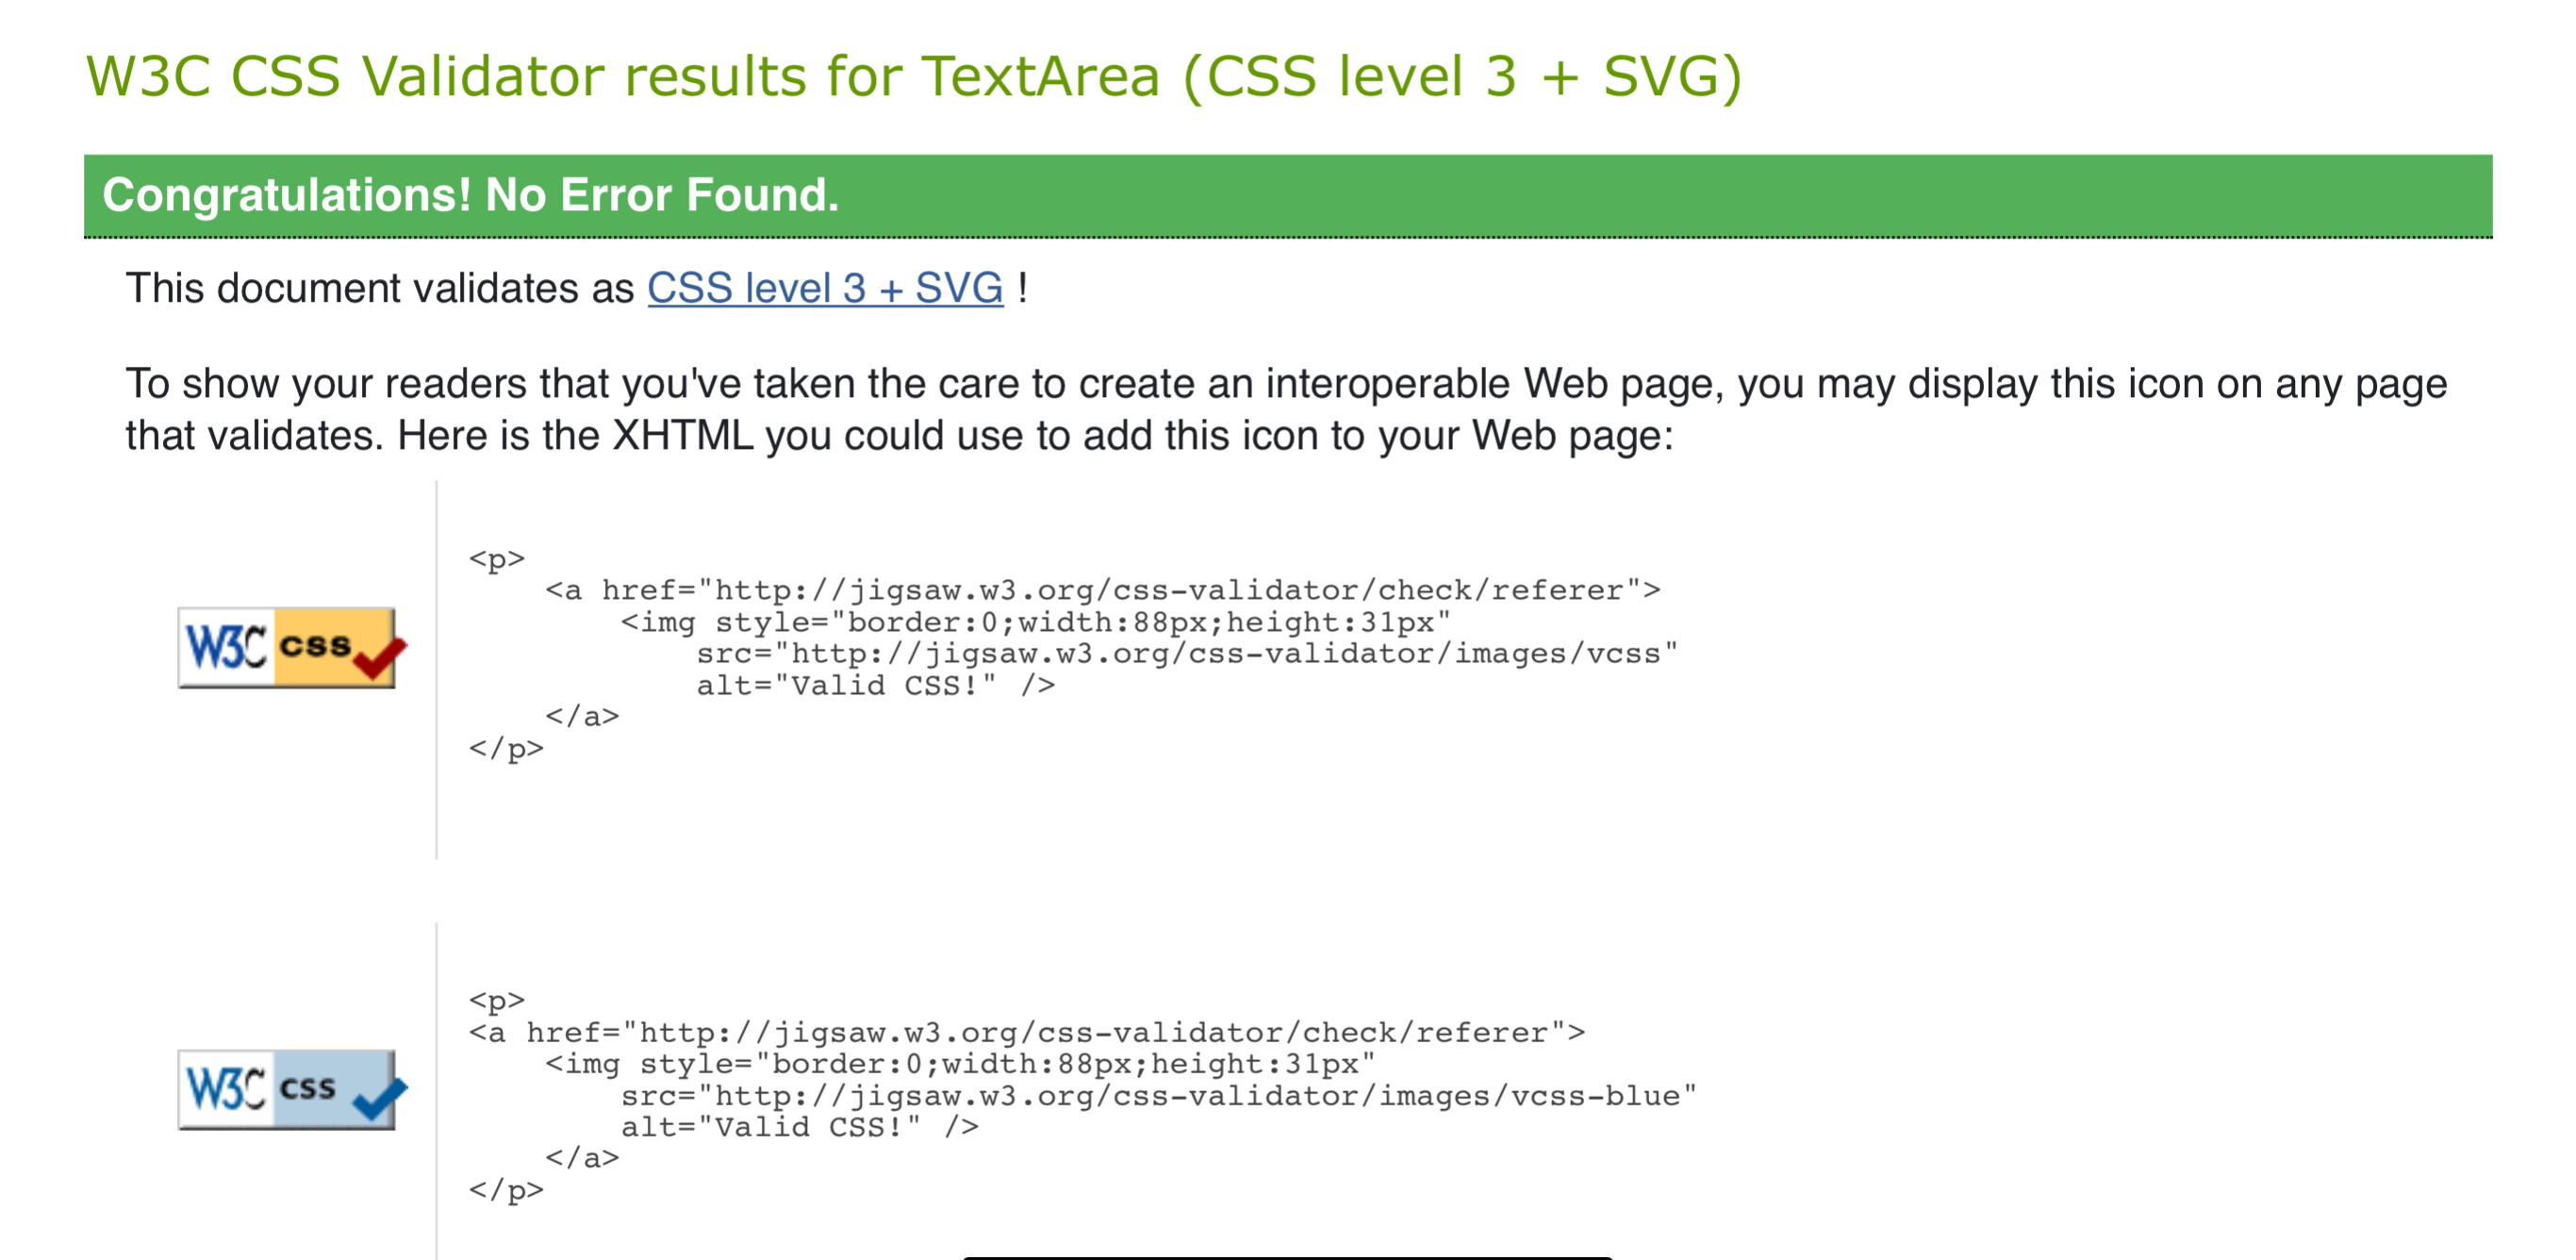 W3C CSS Validator results for TextArea (CSS level 3 + SVG)
Congratulations! No Error Found.
This document validates as CSS level 3 + SVG !
To show your readers that you've taken the care to create an interoperable Web page, you may display this icon on any page
that validates. Here is the XHTML you could use to add this icon to your Web page:
W3C css
<p>
    <a href="http://jigsaw.w3.org/css-validator/check/referer">
        <img style="border:0;width:88px;height:31px"
            src="http://jigsaw.w3.org/css-validator/images/vcss"
            alt="Valid CSS!" />
    </a>
</p>
W3C css
<p>
<a href="http://jigsaw.w3.org/css-validator/check/referer">
    <img style="border:0;width:88px;height:31px"
        src="http://jigsaw.w3.org/css-validator/images/vcss-blue"
        alt="Valid CSS!" />
    </a>
</p>